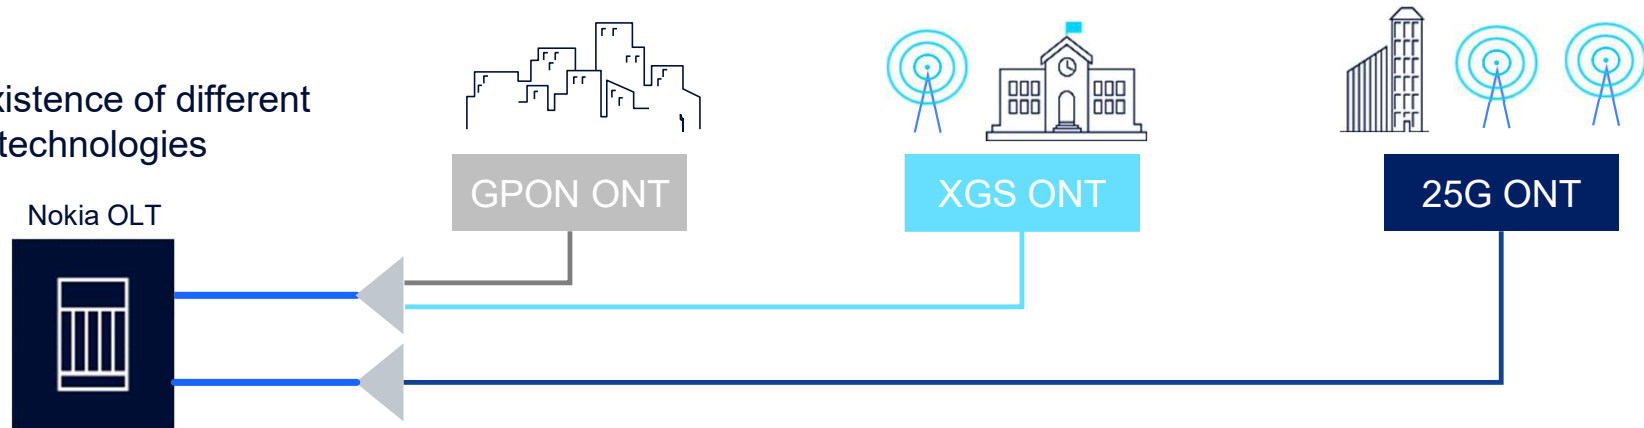 xistence of different
technologies
Nokia OLT
GPON ONT
XGS ONT
25G ONT